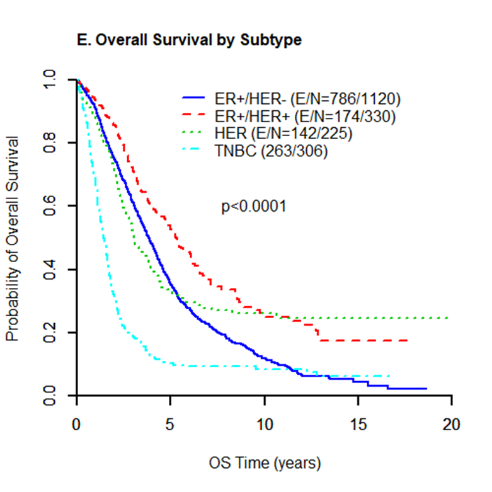 E. Overall Survival by Subtype
ER+/HER- (E/N=786/1120)
ER+/HER+ (E/N=174/330)
HER (E/N=142/225)
TNBC (263/306)
p<0.0001
Probability of Overall Survival
1.0
0.8
0.6
0.4
0.2
0.0
0 5 10 15 20
OS Time (years)